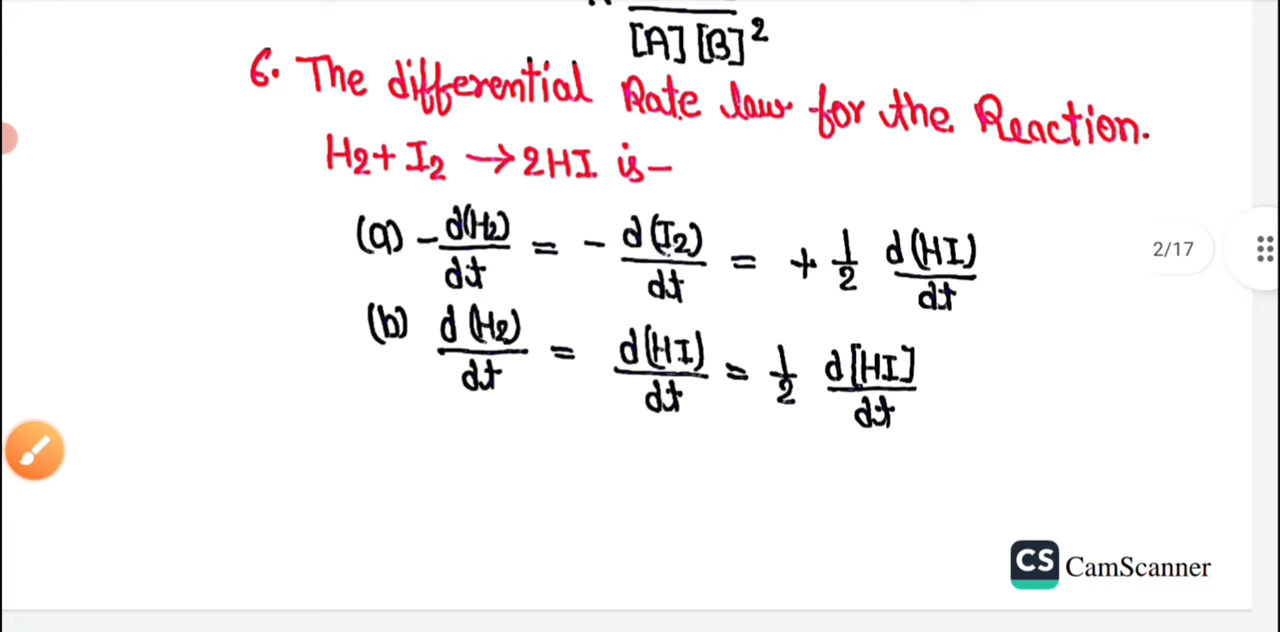 [A] [B]²
6. The differential Rate law for the Reaction.
H2 + I2 → 2HI. is —
(a) - d(H2)/dt = - d(I2)/dt = + 1/2 d(HI)/dt
(b) d(H2)/dt = d(HI)/dt = 1/2 d[HI]/dt
2/17
CS CamScanner